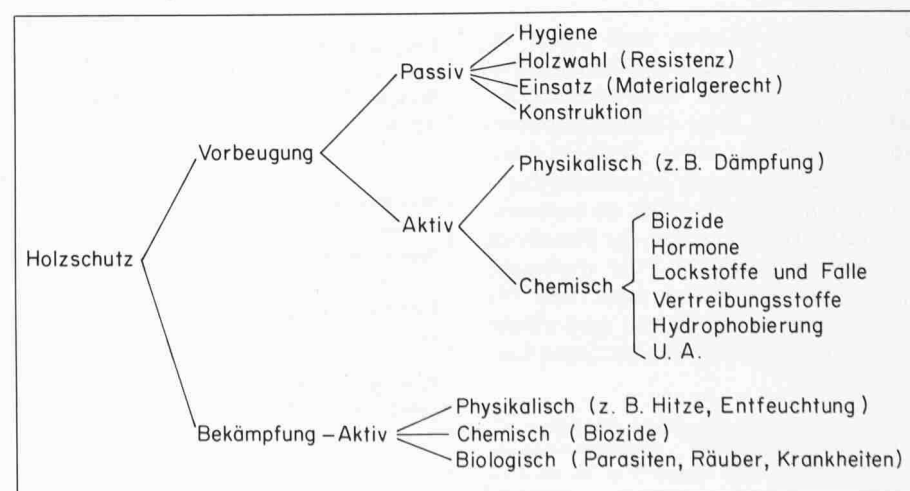 Holzschutz
Vorbeugung
Passiv
Hygiene
Holzwahl (Resistenz)
Einsatz (Materialgerecht)
Konstruktion
Aktiv
Physikalisch (z. B. Dämpfung)
Chemisch
Biozide
Hormone
Lockstoffe und Falle
Vertreibungsstoffe
Hydrophobierung
U. A.
Bekämpfung – Aktiv
Physikalisch (z. B. Hitze, Entfeuchtung)
Chemisch (Biozide)
Biologisch (Parasiten, Räuber, Krankheiten)